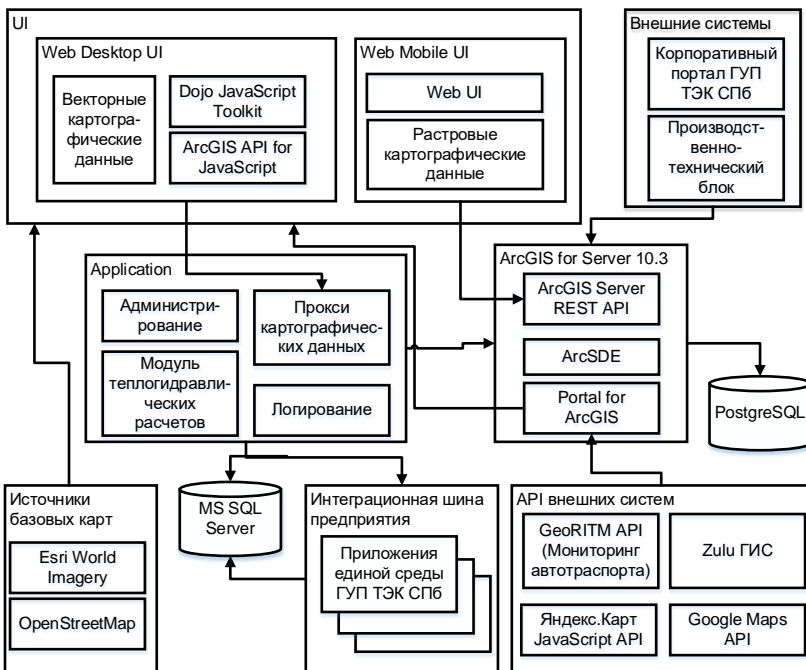 UI
Web Desktop UI
Векторные
картогра-
фические
данные
Dojo JavaScript
Toolkit
ArcGIS API for
JavaScript
Web Mobile UI
Web UI
Растровые
картографические
данные
Внешние системы
Корпоративный
портал ГУП
ТЭК СПб
Производст-
венно-
технический
блок
Application
Администри-
рование
Прокси
картографичес-
ких данных
Модуль
теплогидравли-
ческих
расчетов
Логирование
ArcGIS for Server 10.3
ArcGIS Server
REST API
ArcSDE
Portal for
ArcGIS
PostgreSQL
Источники
базовых карт
Esri World
Imagery
OpenStreetMap
MS SQL
Server
Интеграционная шина
предприятия
Приложения
единой среды
ГУП ТЭК СПб
API внешних систем
GeoRITM API
(Мониторинг
автотраспорта)
Zulu ГИС
Яндекс.Карт
JavaScript API
Google Maps
API